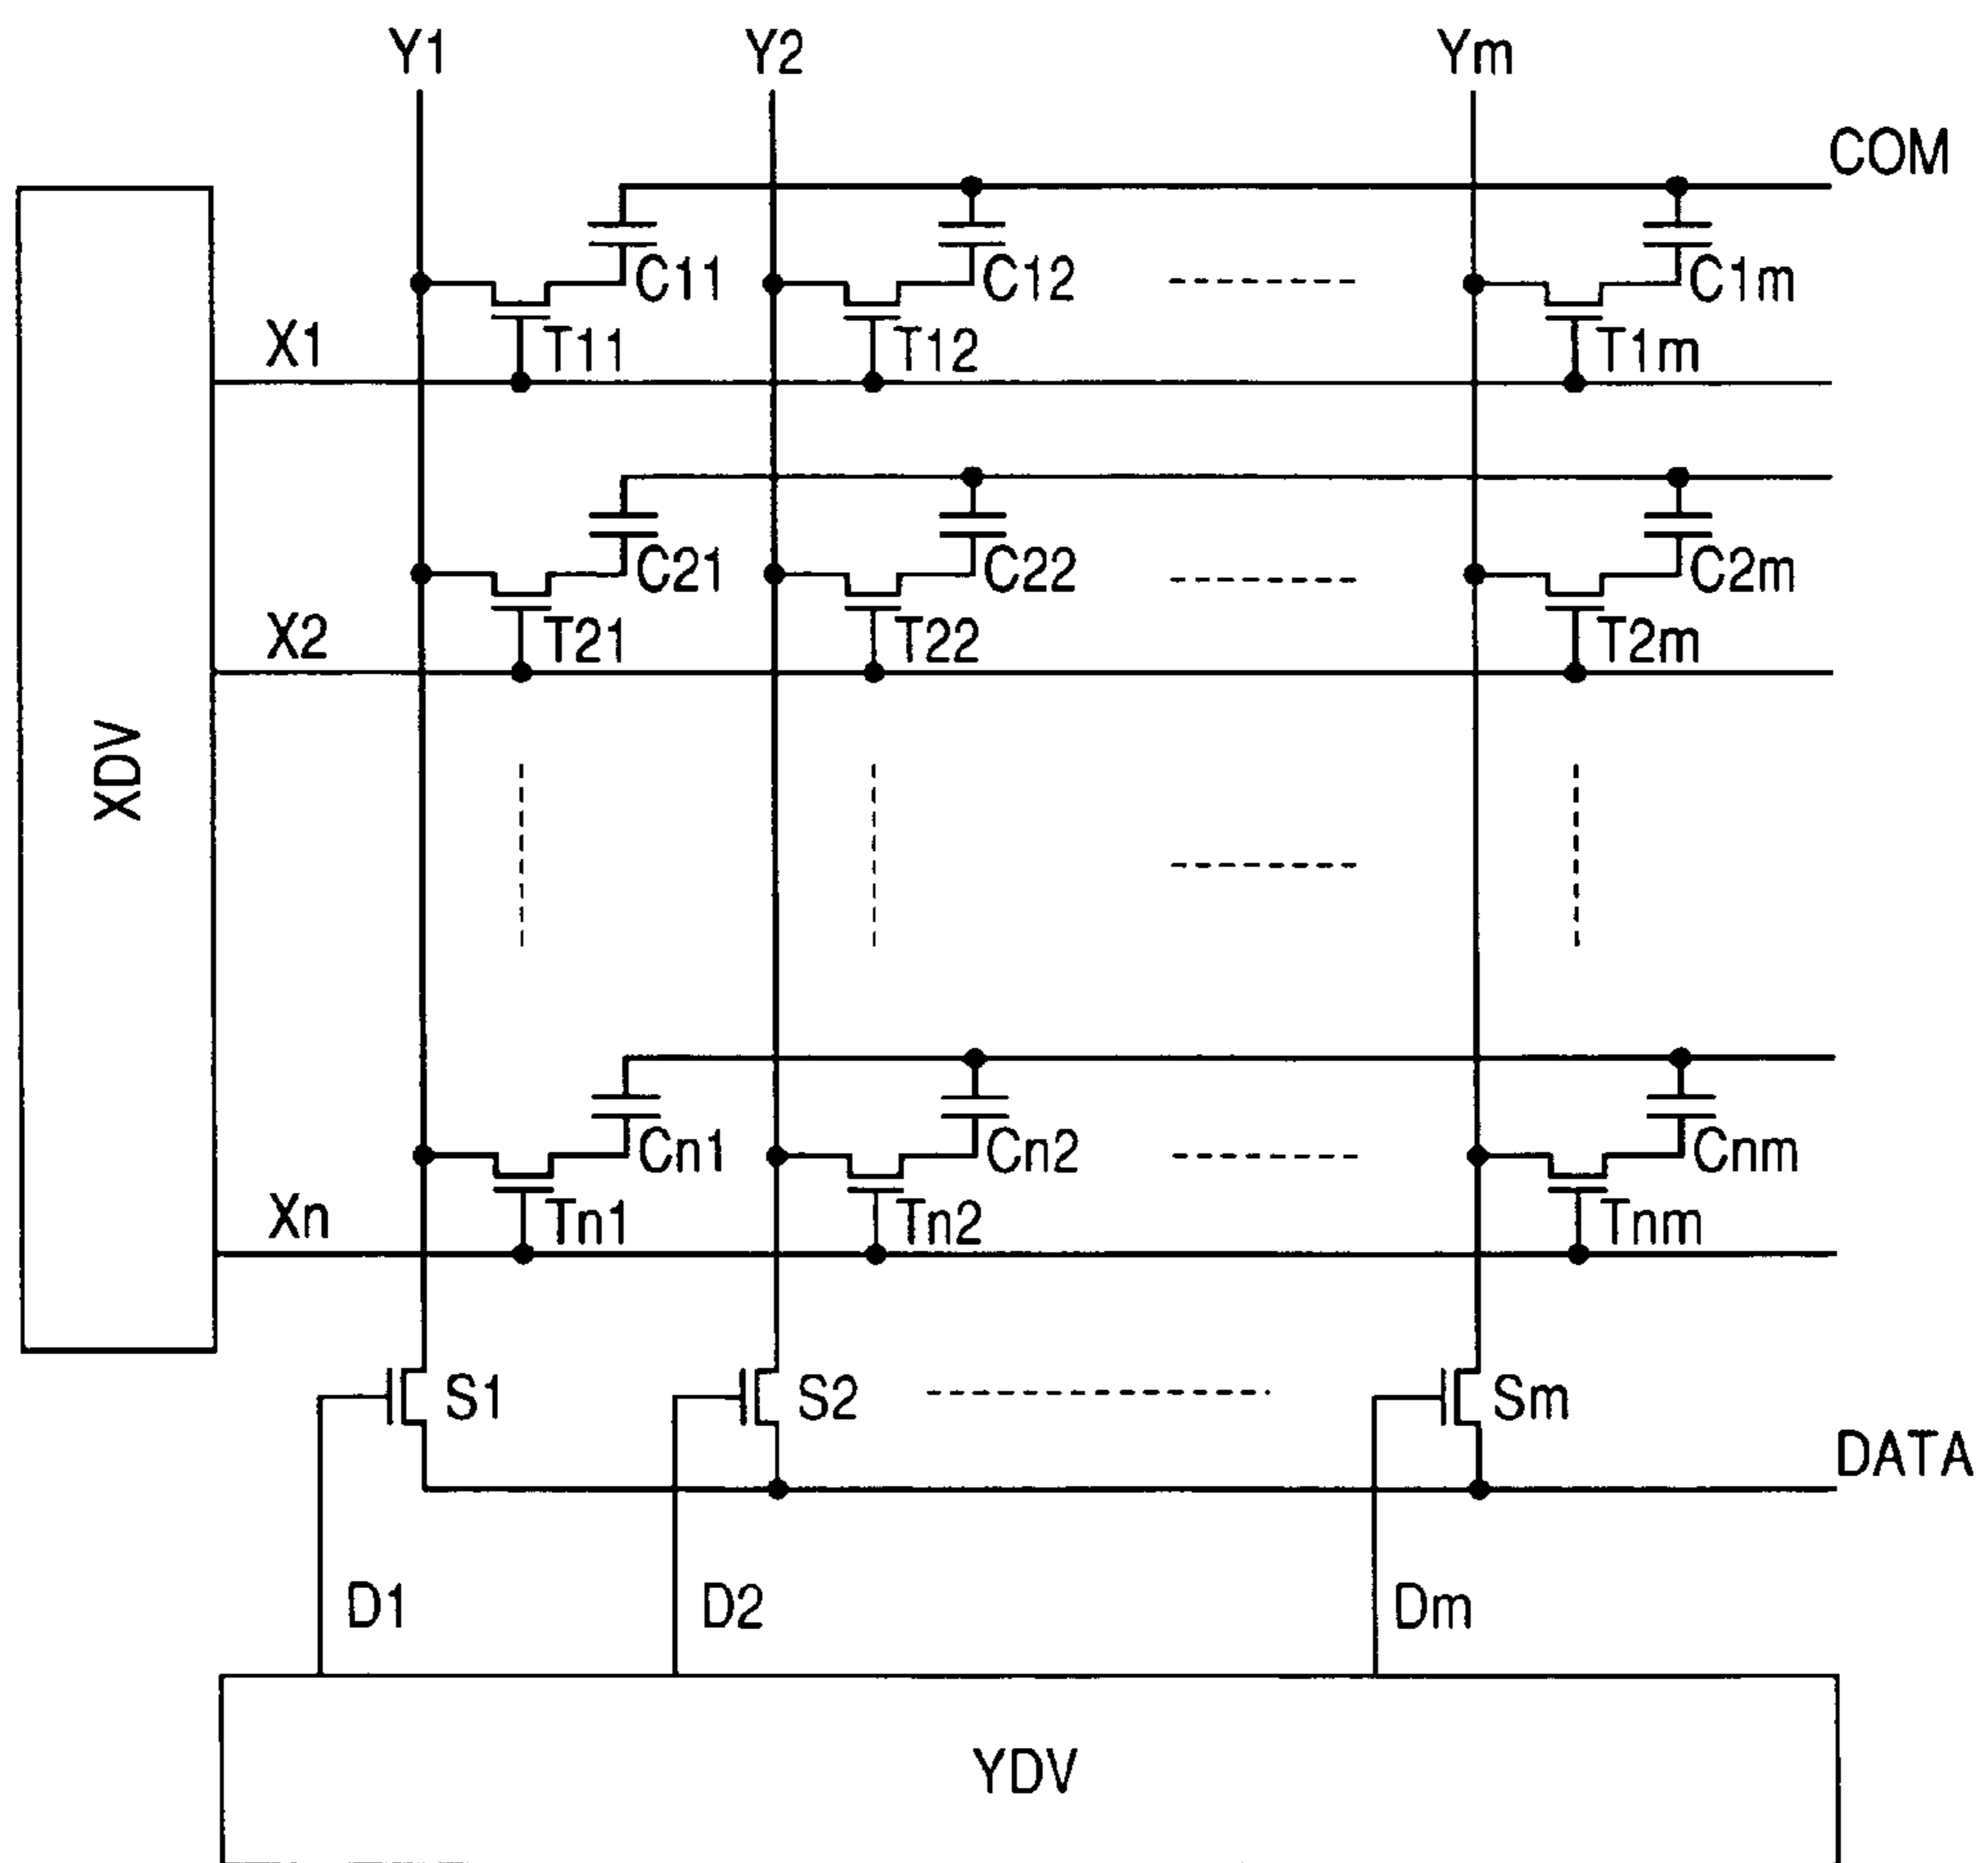 Y1 Y2 Ym
COM
C11 C12 C1m
X1 T11 T12 T1m
C21 C22 C2m
X2 T21 T22 T2m
XDV
Cn1 Cn2 Cnm
Xn Tn1 Tn2 Tnm
S1 S2 Sm
DATA
D1 D2 Dm
YDV